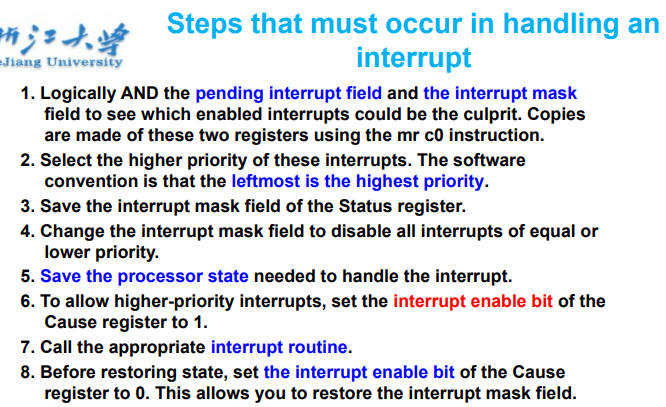 浙江大学
Jiang University
Steps that must occur in handling an
interrupt
1. Logically AND the pending interrupt field and the interrupt mask
field to see which enabled interrupts could be the culprit. Copies
are made of these two registers using the mr c0 instruction.
2. Select the higher priority of these interrupts. The software
convention is that the leftmost is the highest priority.
3. Save the interrupt mask field of the Status register.
4. Change the interrupt mask field to disable all interrupts of equal or
lower priority.
5. Save the processor state needed to handle the interrupt.
6. To allow higher-priority interrupts, set the interrupt enable bit of the
Cause register to 1.
7. Call the appropriate interrupt routine.
8. Before restoring state, set the interrupt enable bit of the Cause
register to 0. This allows you to restore the interrupt mask field.